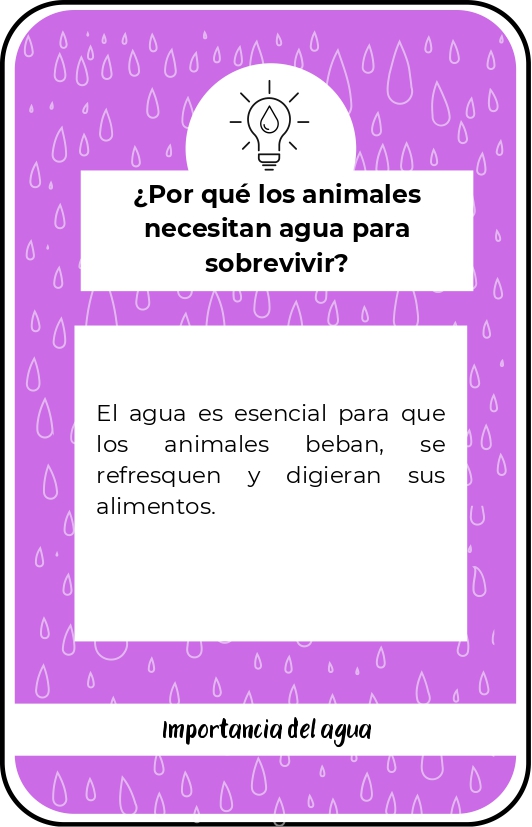 ¿Por qué los animales
necesitan agua para
sobrevivir?
El agua es esencial para que
los animales beban, se
refresquen y digieran sus
alimentos.
Importancia del agua